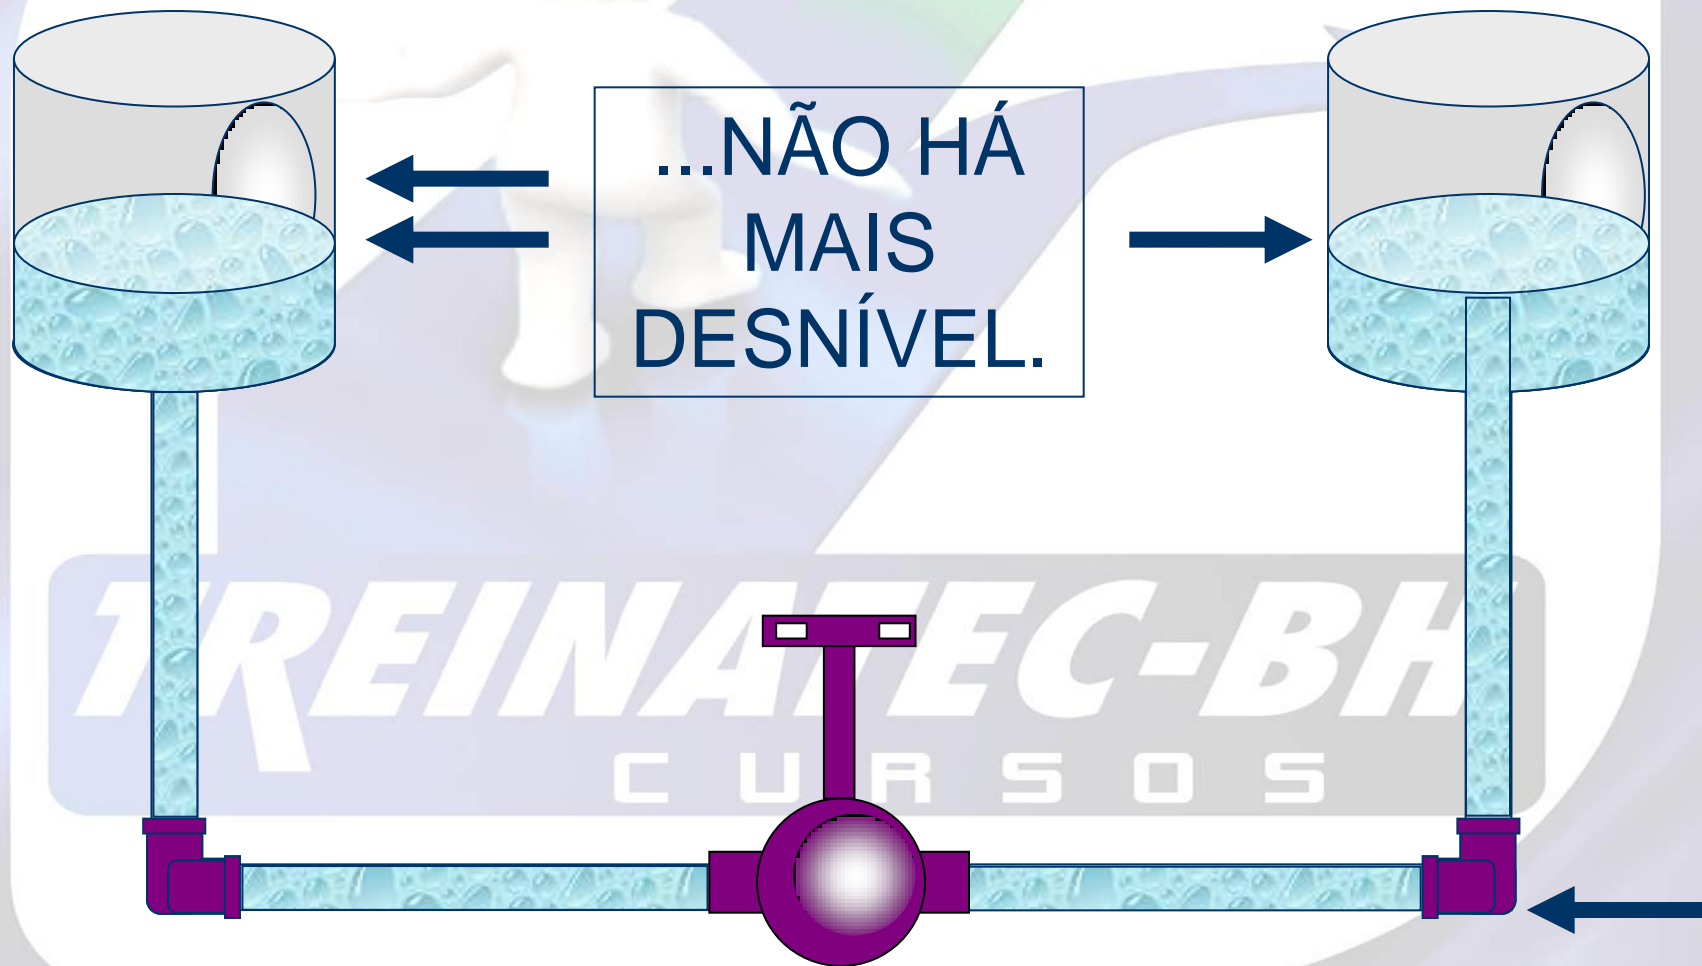 ...NÃO HÁ
MAIS
DESNÍVEL.
TREINATEC-BH
CURSOS